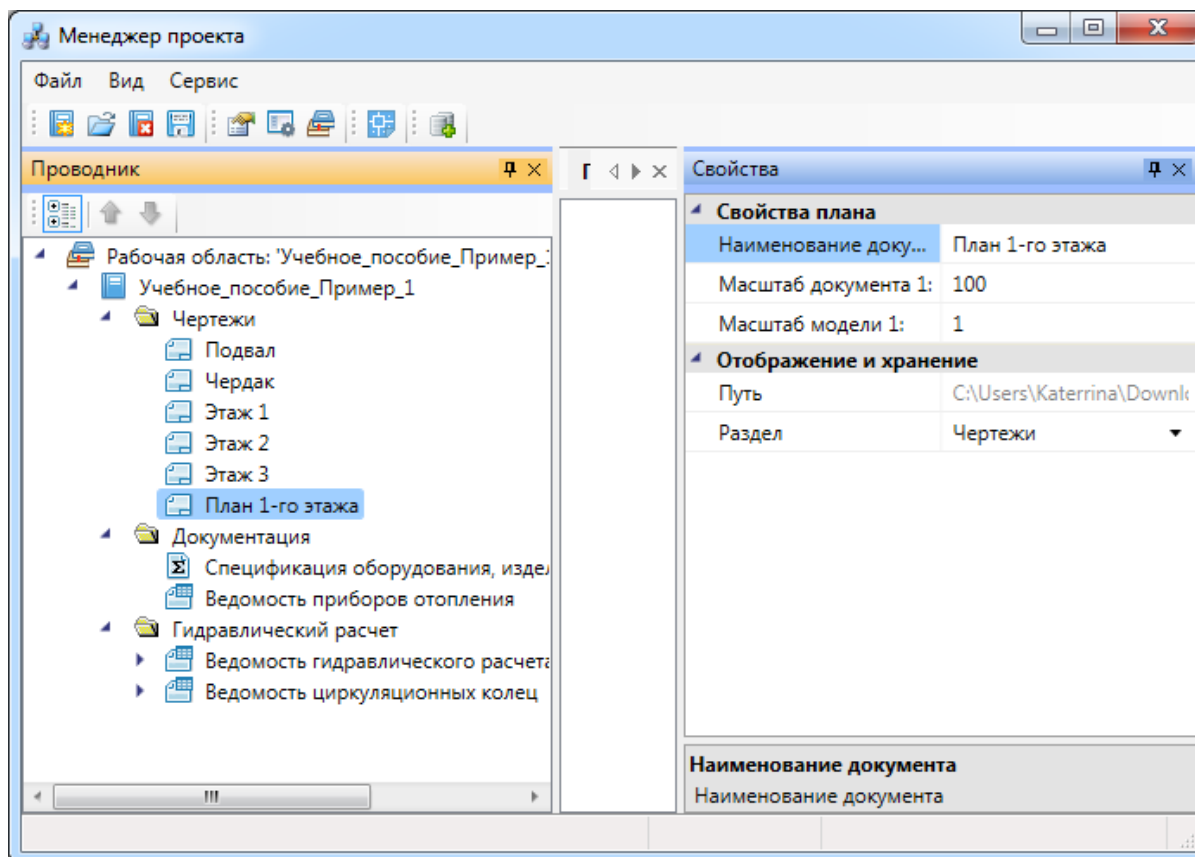 Менеджер проекта
Файл Вид Сервис
Проводник
Рабочая область: 'Учебное_пособие_Пример_
Учебное_пособие_Пример_1
Чертежи
Подвал
Чердак
Этаж 1
Этаж 2
Этаж 3
План 1-го этажа
Документация
Спецификация оборудования, издел
Ведомость приборов отопления
Гидравлический расчет
Ведомость гидравлического расчета
Ведомость циркуляционных колец
Свойства
Свойства плана
Наименование доку... План 1-го этажа
Масштаб документа 1: 100
Масштаб модели 1: 1
Отображение и хранение
Путь C:\Users\Katerrina\Downlo
Раздел Чертежи
Наименование документа
Наименование документа